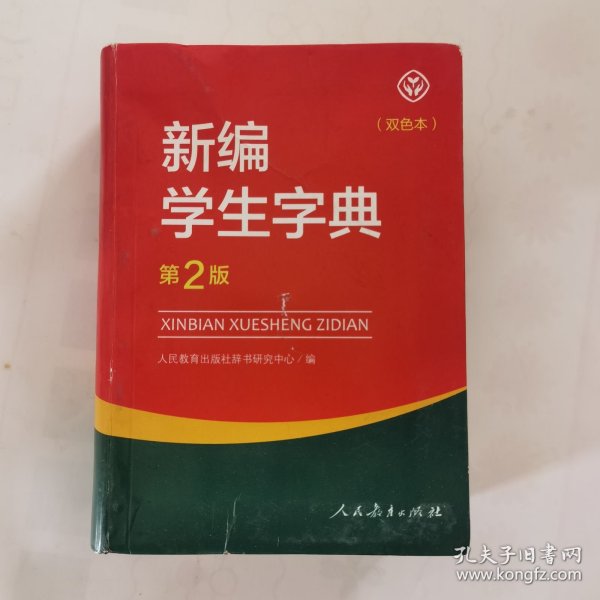 （双色本）
新编
学生字典
第2版
XINBIAN XUESHENG ZIDIAN
人民教育出版社辞书研究中心／编
人民教育出版社
孔夫子旧书网
www.kongfz.com